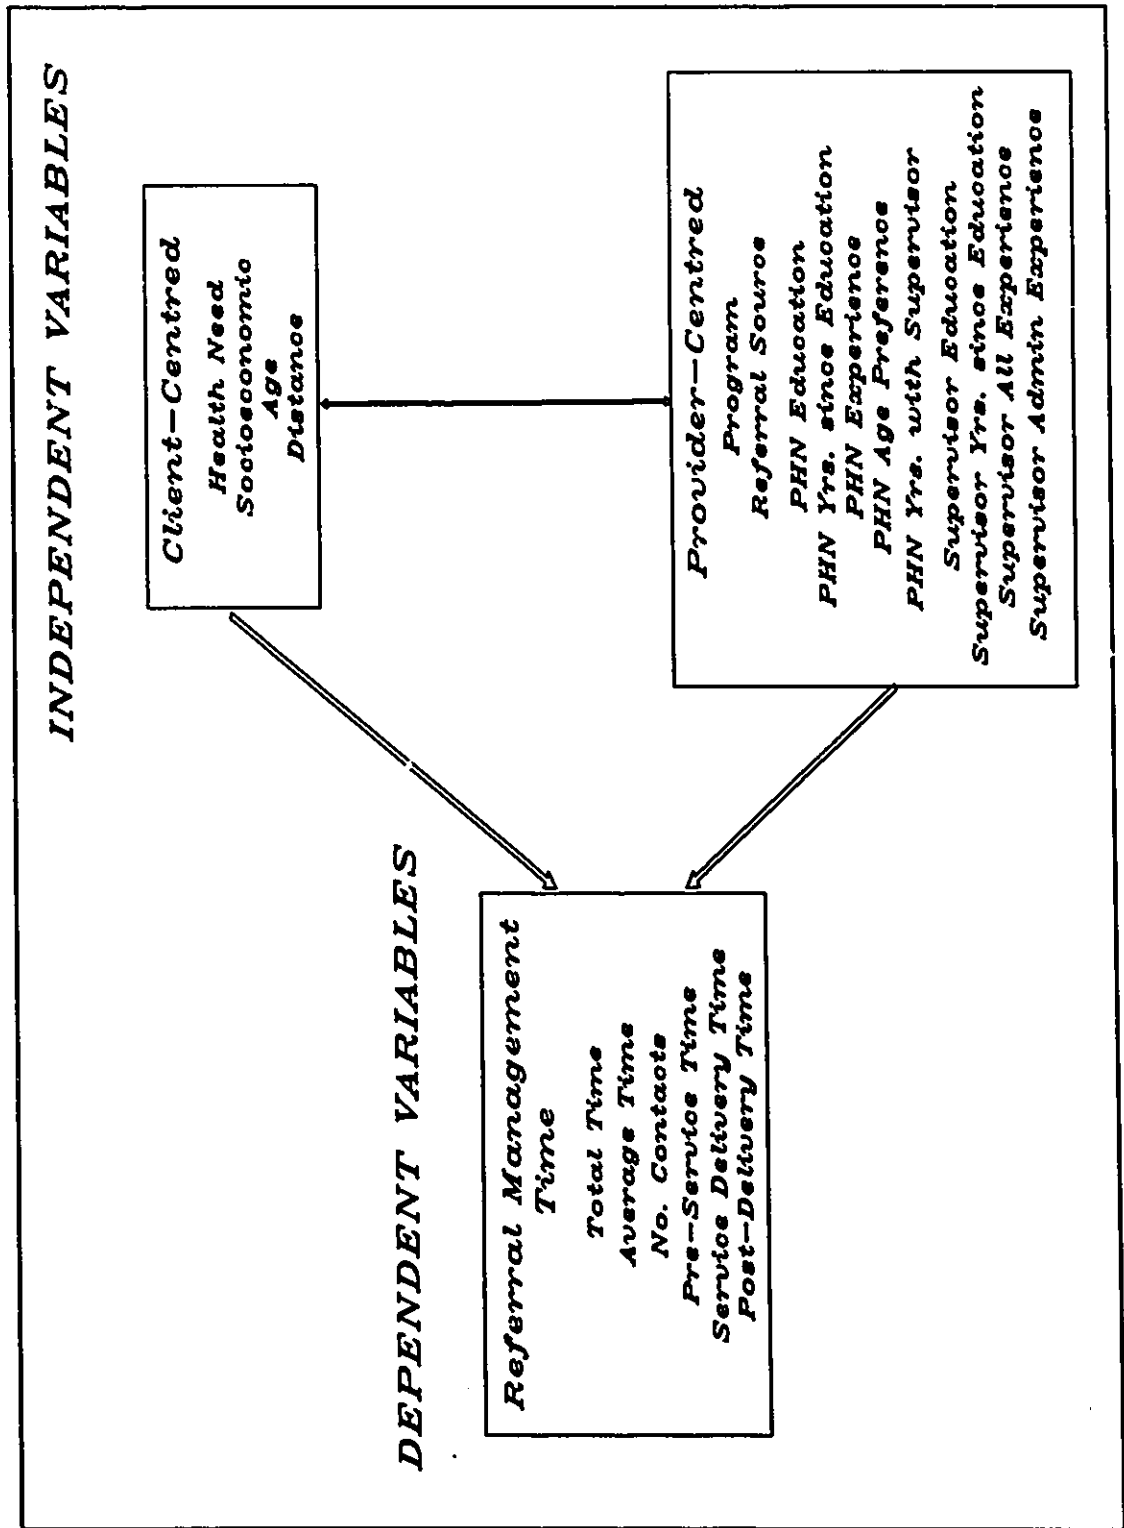 INDEPENDENT VARIABLES
DEPENDENT VARIABLES
Referral Management
Time
Total Time
Average Time
No. Contacts
Pre-Service Time
Service Delivery Time
Post-Delivery Time
Client-Centred
Health Need
Socioeconomic
Age
Distance
Provider-Centred
Program
Referral Source
PHN Education
PHN Yrs. since Education
PHN Experience
PHN Age Preference
PHN Yrs. with Supervisor
Supervisor Education
Supervisor Yrs. since Education
Supervisor All Experience
Supervisor Admin Experience